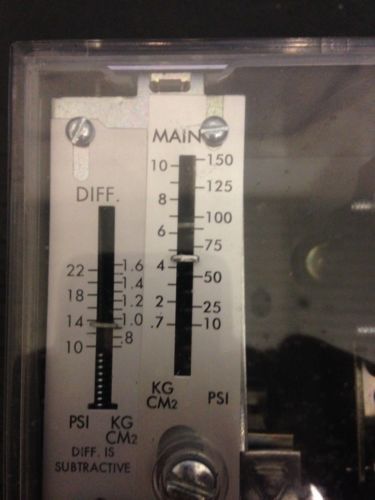 MAIN
10 150
125
8
100
6
75
4
50
2
25
.7 10
KG
CM2
PSI
DIFF.
22 1.6
1.4
18 1.2
14 1.0
8
10
PSI KG
CM2
DIFF. IS
SUBTRACTIVE